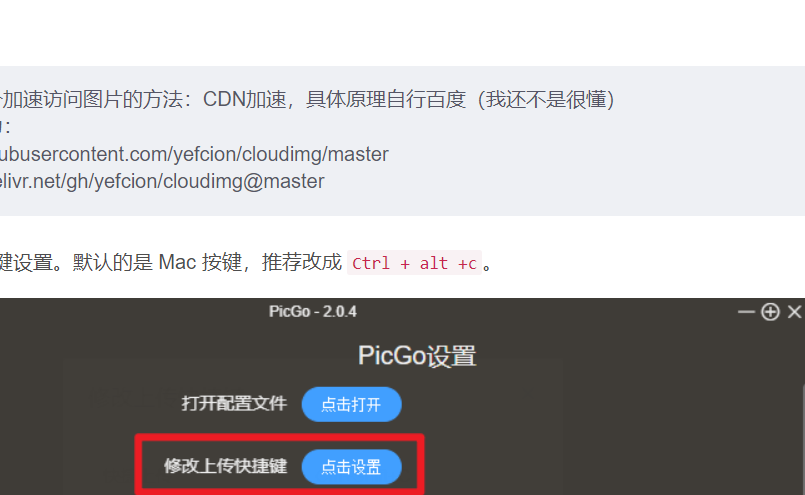 加速访问图片的方法：CDN加速，具体原理自行百度（我还不是很懂）
：
ubusercontent.com/yefcion/cloudimg/master
elivr.net/gh/yefcion/cloudimg@master
键设置。默认的是 Mac 按键，推荐改成 Ctrl + alt +c。
PicGo - 2.0.4
PicGo设置
打开配置文件 点击打开
修改上传快捷键 点击设置